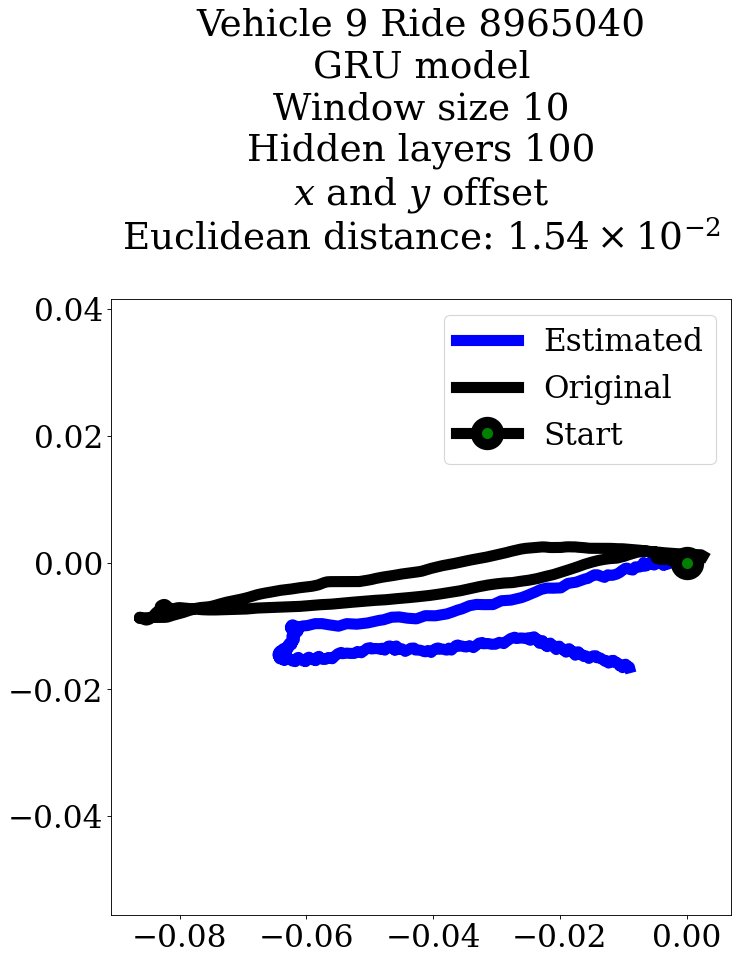 Vehicle 9 Ride 8965040
GRU model
Window size 10
Hidden layers 100
x and y offset
Euclidean distance: 1.54 × 10⁻²
0.04
0.02
0.00
−0.02
−0.04
Estimated
Original
Start
−0.08
−0.06
−0.04
−0.02
0.00